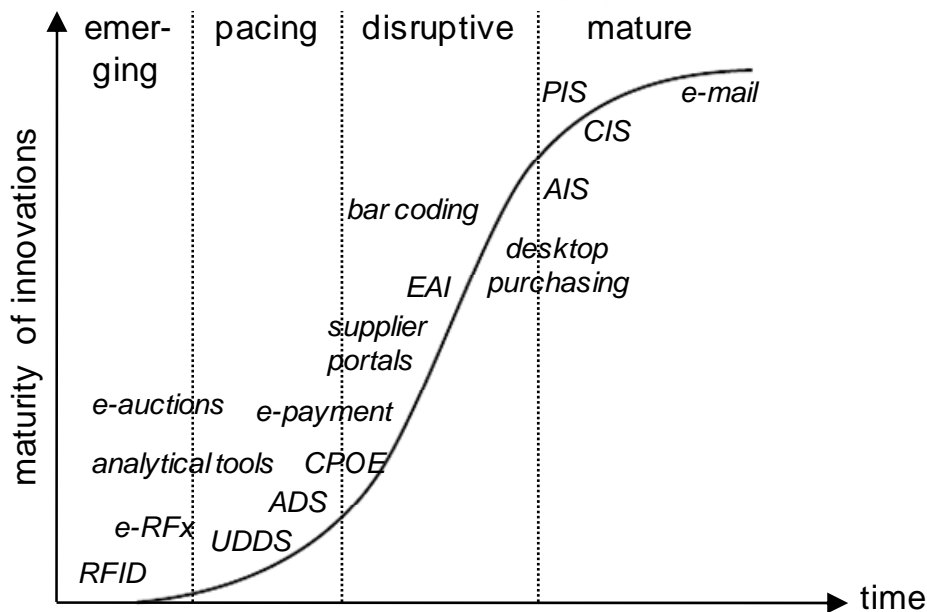 emer-
ging
pacing
disruptive
mature
maturity of innovations
PIS
e-mail
CIS
AIS
bar coding
desktop
purchasing
EAI
supplier
portals
e-auctions
e-payment
analytical tools
CPOE
ADS
e-RFx
UDDS
RFID
time